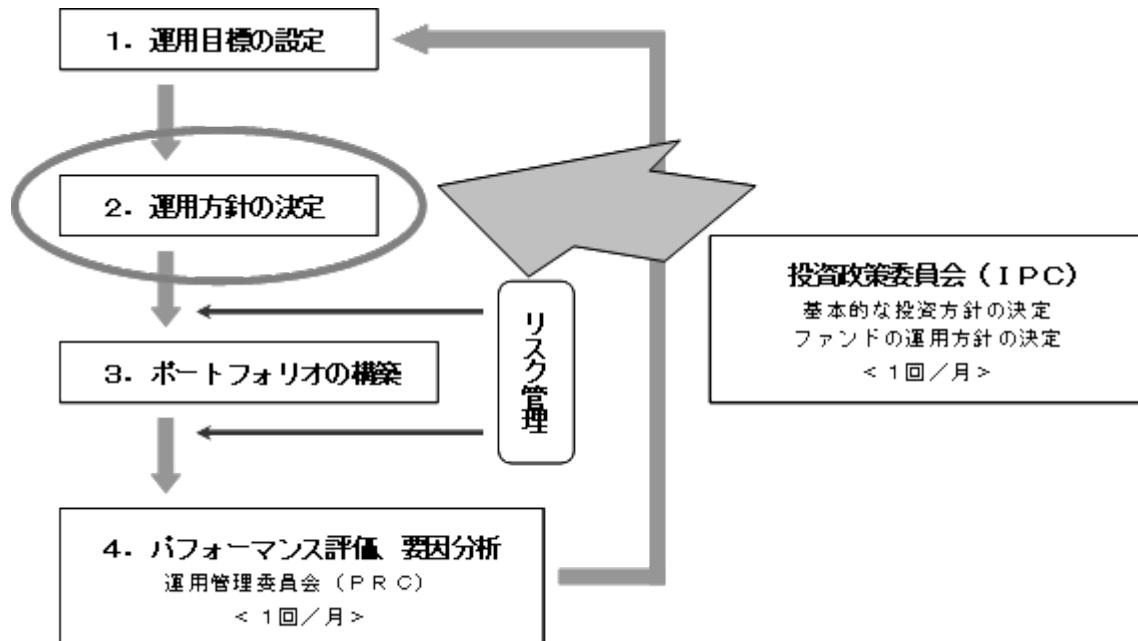 1．運用目標の設定
2．運用方針の決定
3．ポートフォリオの構築
リスク管理
投資政策委員会（ＩＰＣ）
基本的な投資方針の決定
ファンドの運用方針の決定
＜１回／月＞
4．パフォーマンス評価、要因分析
運用管理委員会（ＰＲＣ）
＜１回／月＞